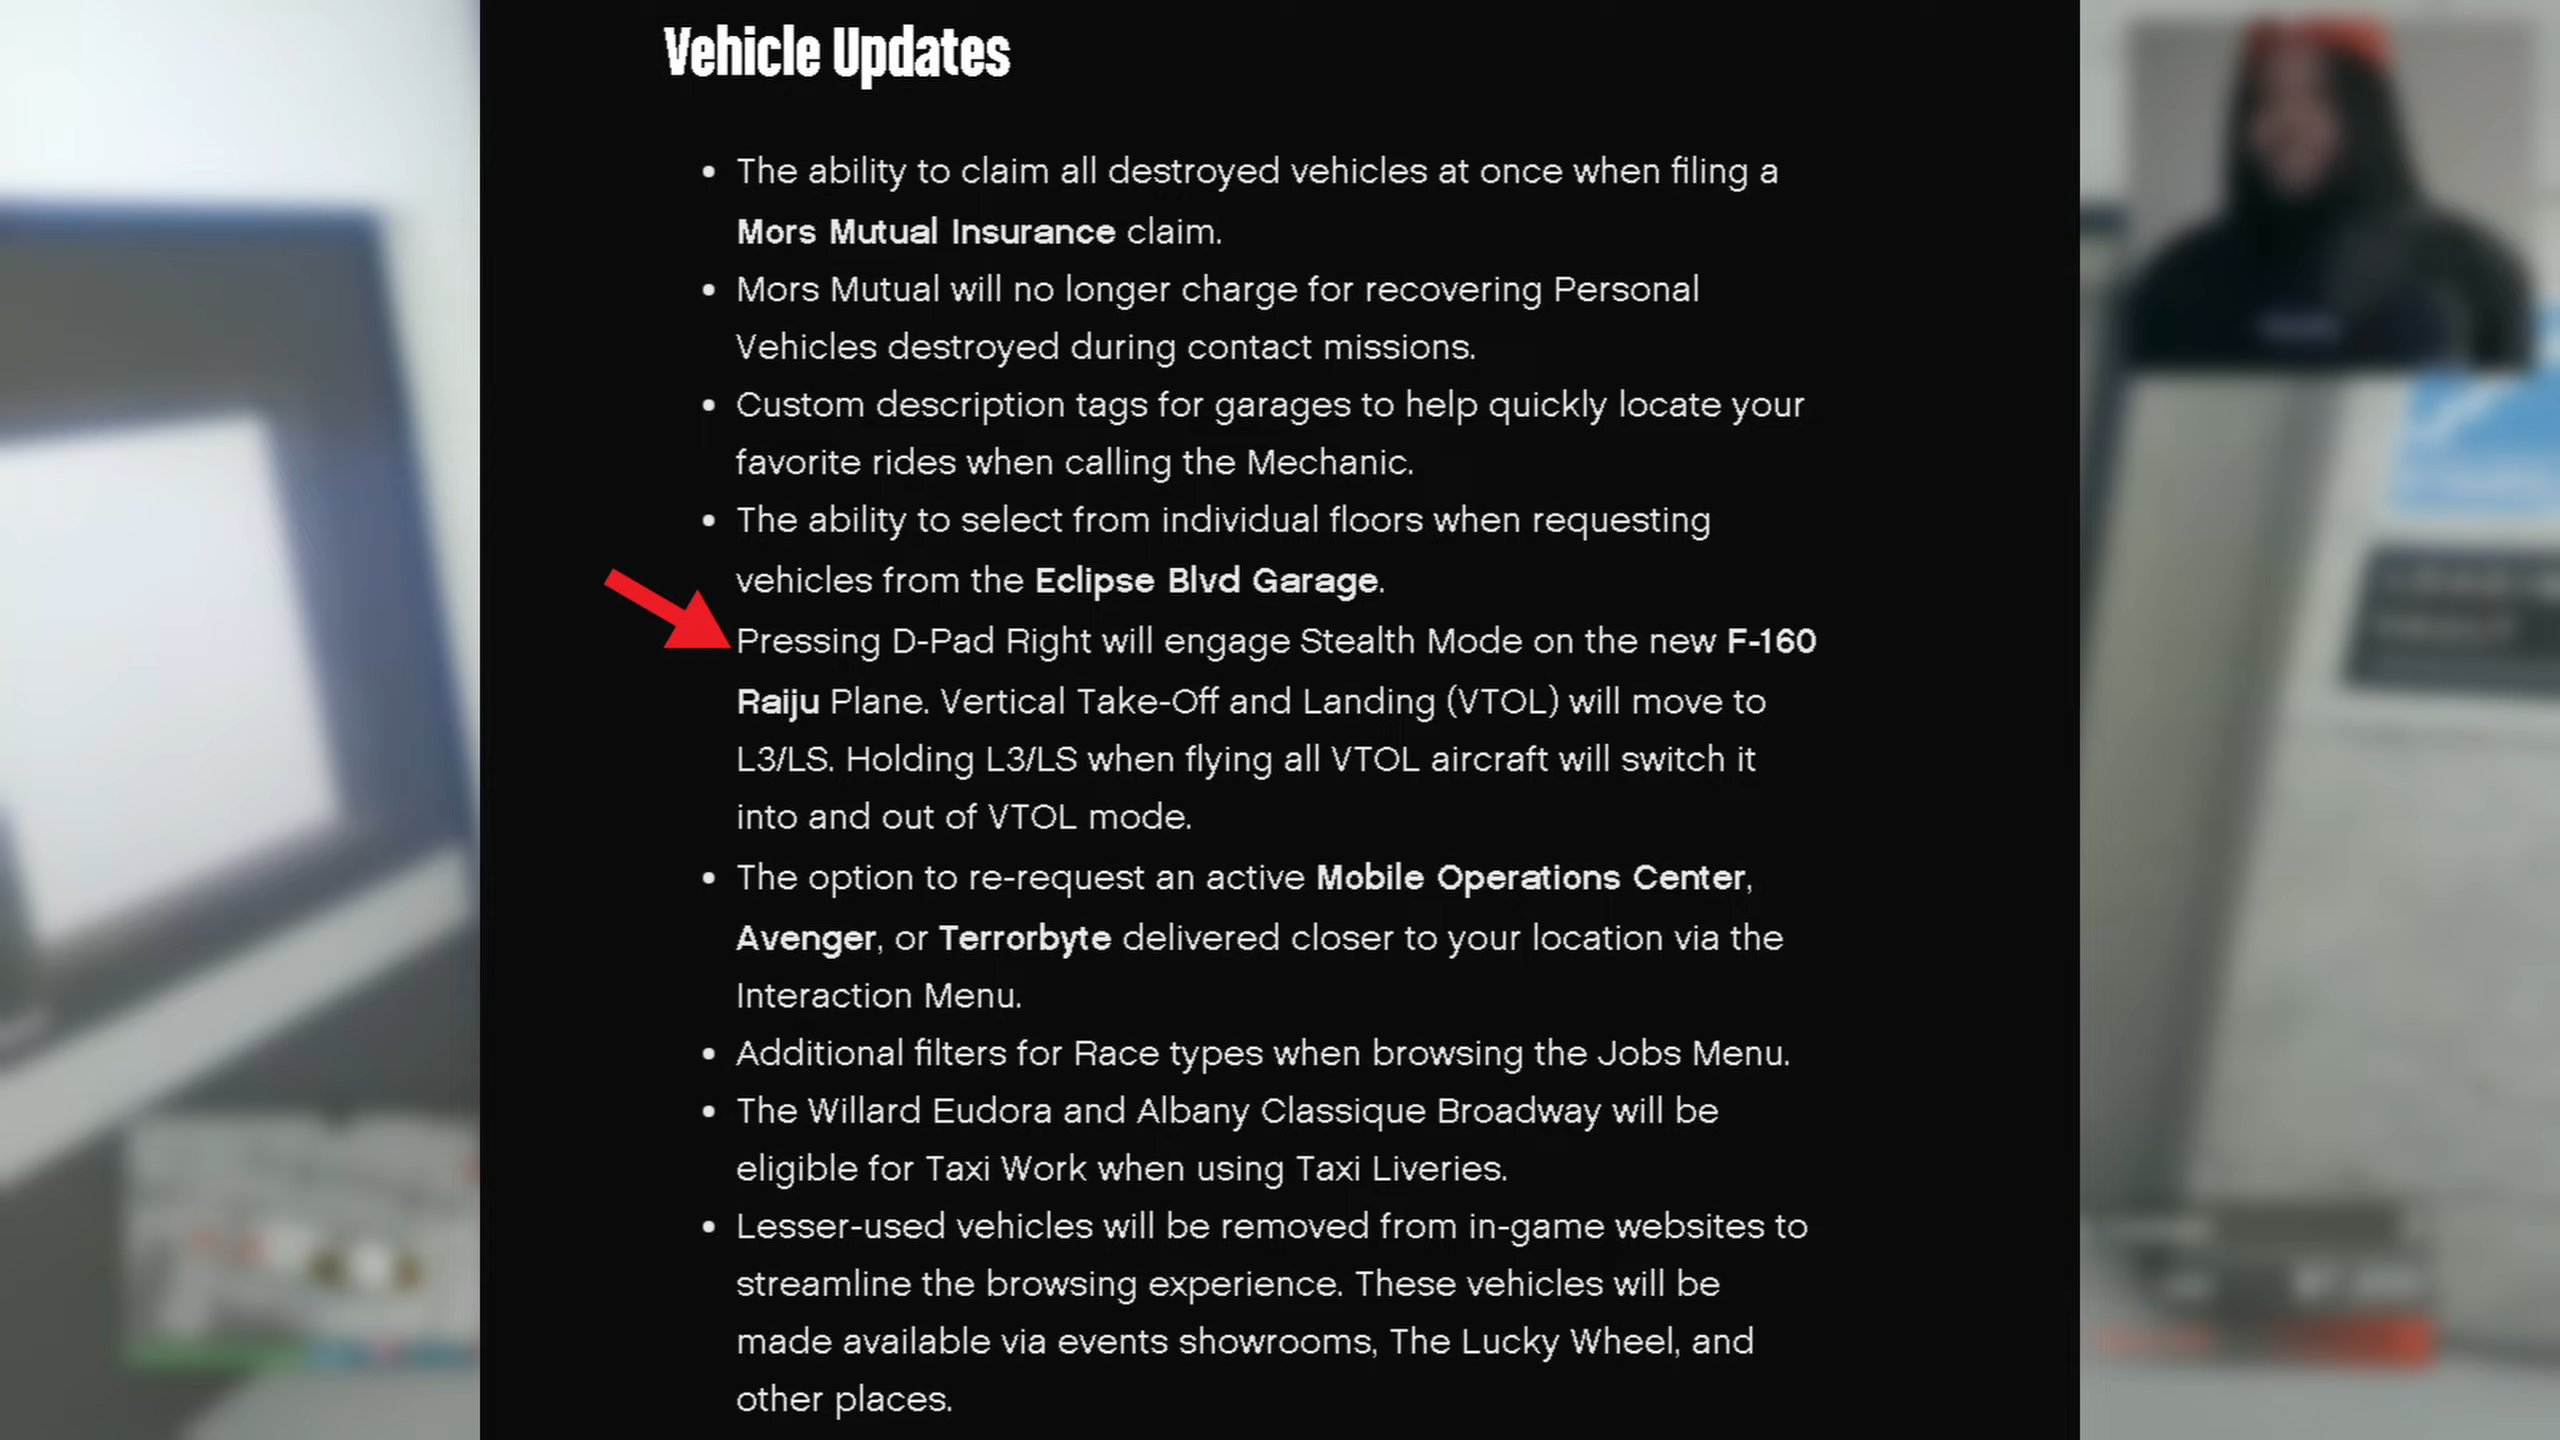 Vehicle Updates
• The ability to claim all destroyed vehicles at once when filing a
Mors Mutual Insurance claim.
• Mors Mutual will no longer charge for recovering Personal
Vehicles destroyed during contact missions.
• Custom description tags for garages to help quickly locate your
favorite rides when calling the Mechanic.
• The ability to select from individual floors when requesting
vehicles from the Eclipse Blvd Garage.
Pressing D-Pad Right will engage Stealth Mode on the new F-160
Raiju Plane. Vertical Take-Off and Landing (VTOL) will move to
L3/LS. Holding L3/LS when flying all VTOL aircraft will switch it
into and out of VTOL mode.
• The option to re-request an active Mobile Operations Center,
Avenger, or Terrorbyte delivered closer to your location via the
Interaction Menu.
• Additional filters for Race types when browsing the Jobs Menu.
• The Willard Eudora and Albany Classique Broadway will be
eligible for Taxi Work when using Taxi Liveries.
• Lesser-used vehicles will be removed from in-game websites to
streamline the browsing experience. These vehicles will be
made available via events showrooms, The Lucky Wheel, and
other places.